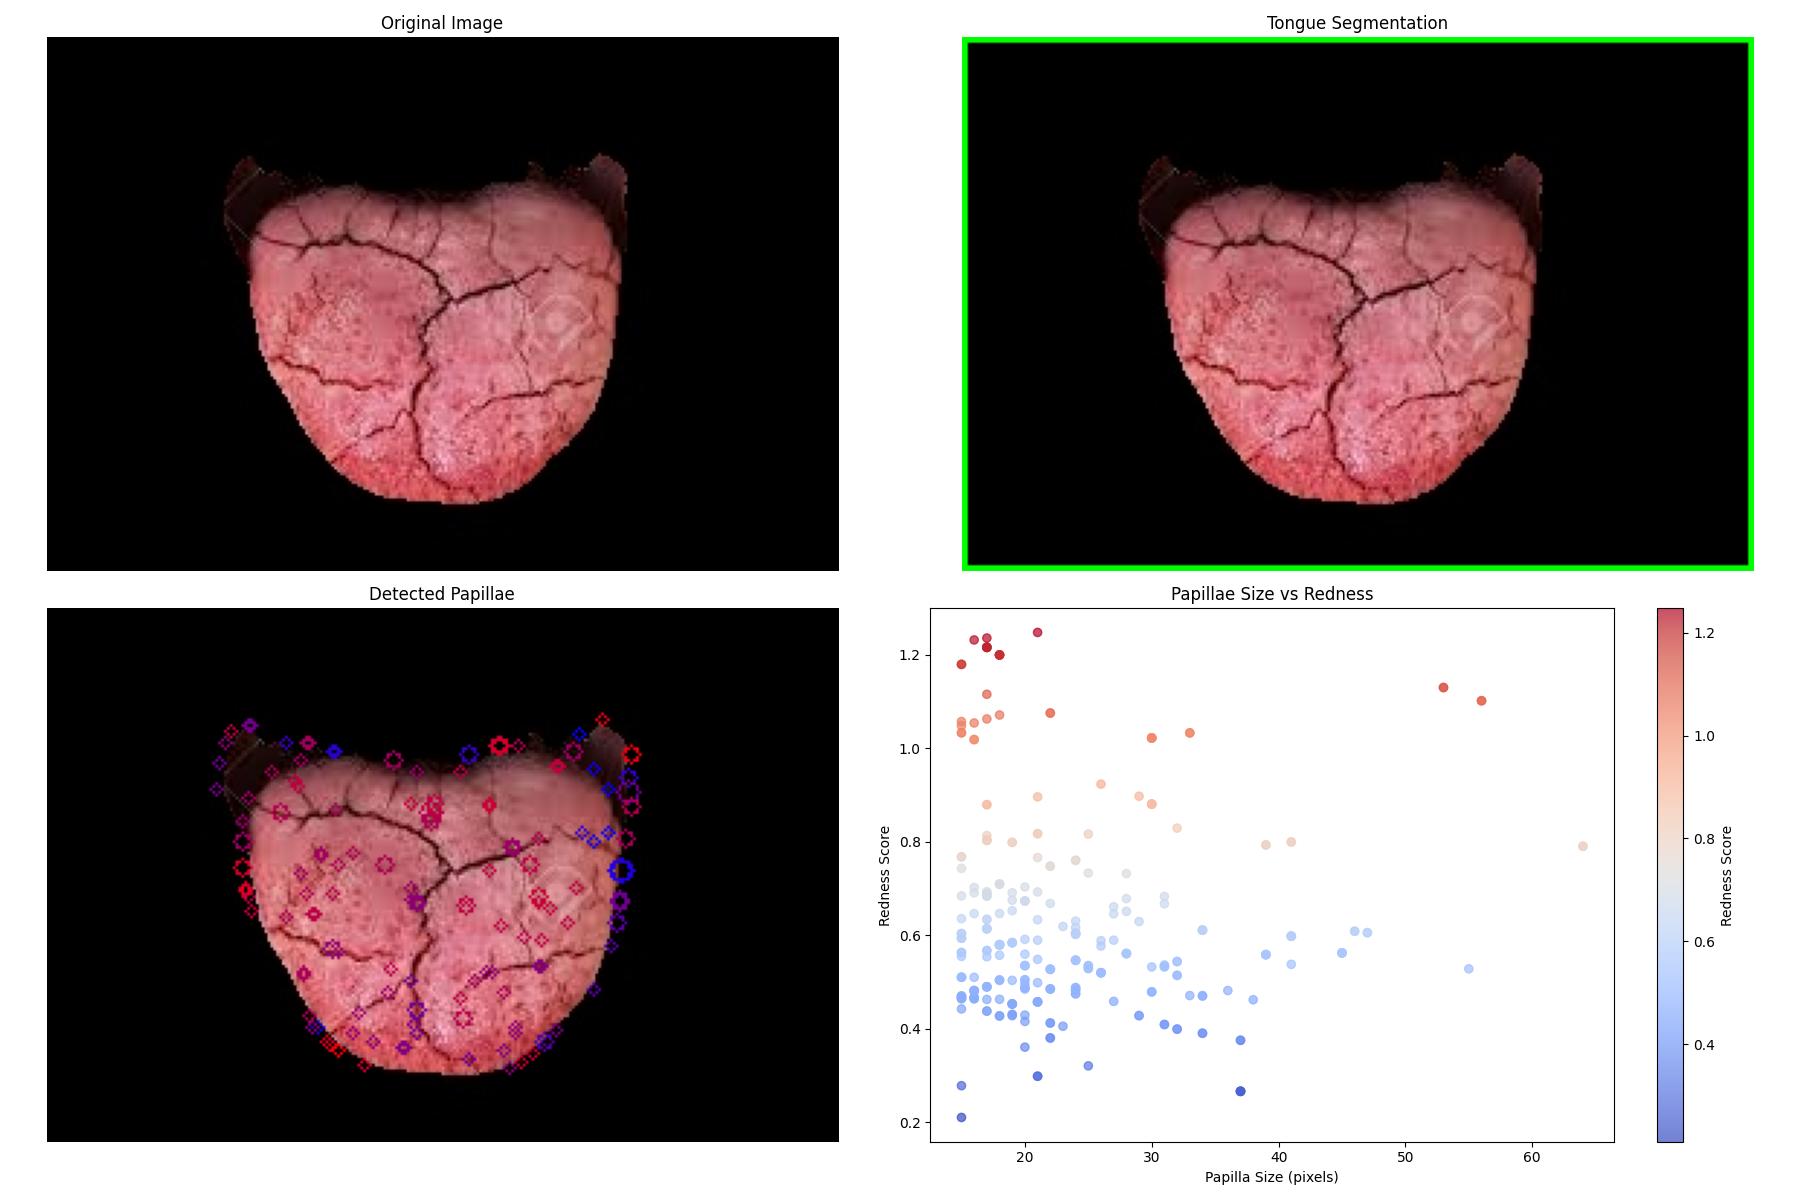 Original Image
Tongue Segmentation
Detected Papillae
Papillae Size vs Redness
1.2
1.0
0.8
0.6
0.4
0.2
Redness Score
20
30
40
50
60
Papilla Size (pixels)
1.2
1.0
0.8
0.6
0.4
Redness Score